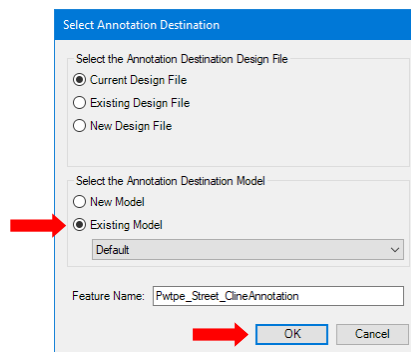 Select Annotation Destination
Select the Annotation Destination Design File
Current Design File
Existing Design File
New Design File
Select the Annotation Destination Model
New Model
Existing Model
Default
Feature Name: Pwtpe_Street_ClineAnnotation
OK Cancel